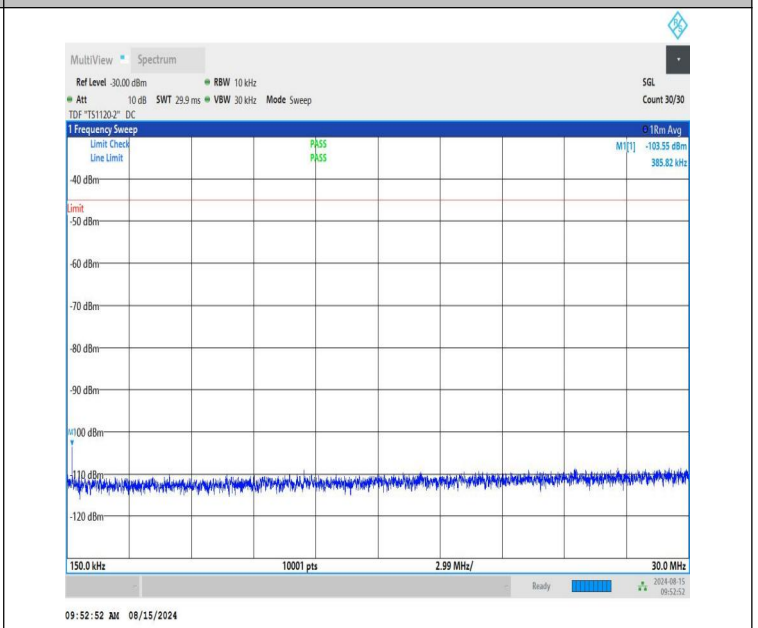 R S
MultiView Spectrum
Ref Level -30.00 dBm RBW 10 kHz SGL
Att 10 dB SWT 29.9 ms VBW 30 kHz Mode Sweep Count 30/30
TDF "TS1120-2" DC
1 Frequency Sweep 1Rm Avg
Limit Check PASS M1[1] -103.55 dBm
Line Limit PASS 385.82 kHz
-40 dBm
Limit
-50 dBm
-60 dBm
-70 dBm
-80 dBm
-90 dBm
M1
-100 dBm
-110 dBm
-120 dBm
150.0 kHz 10001 pts 2.99 MHz/ 30.0 MHz
Ready 2024-08-15
09:52:52
09:52:52 AM 08/15/2024